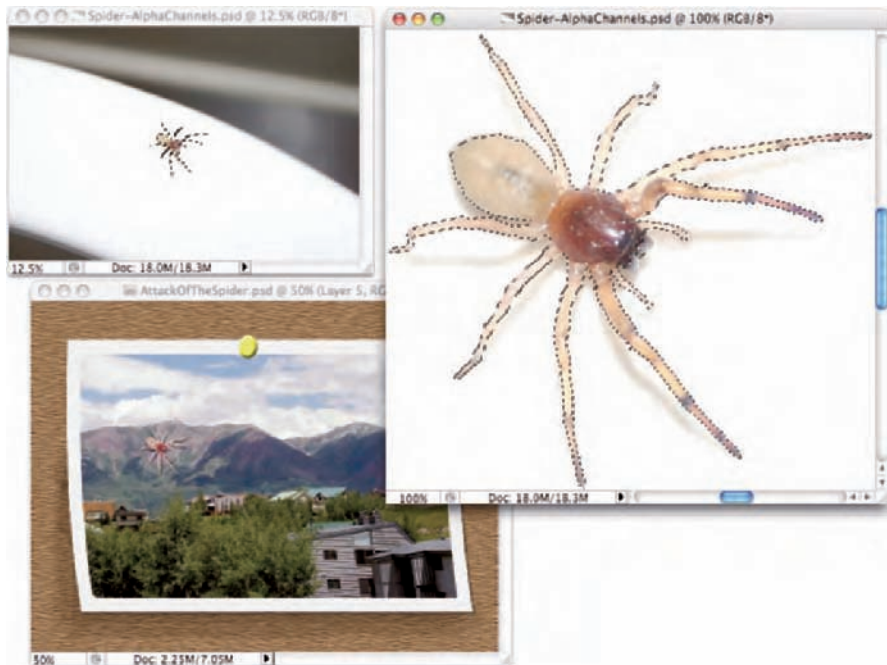 Spider-AlphaChannels.psd @ 12.5% (RGB/8*)
12.5%
Doc: 18.0M/18.3M
Spider-AlphaChannels.psd @ 100% (RGB/8*)
100%
Doc: 18.0M/18.3M
AttackOfTheSpider.psd @ 50% (Layer 5, RG
50%
Doc: 2.25M/7.05M